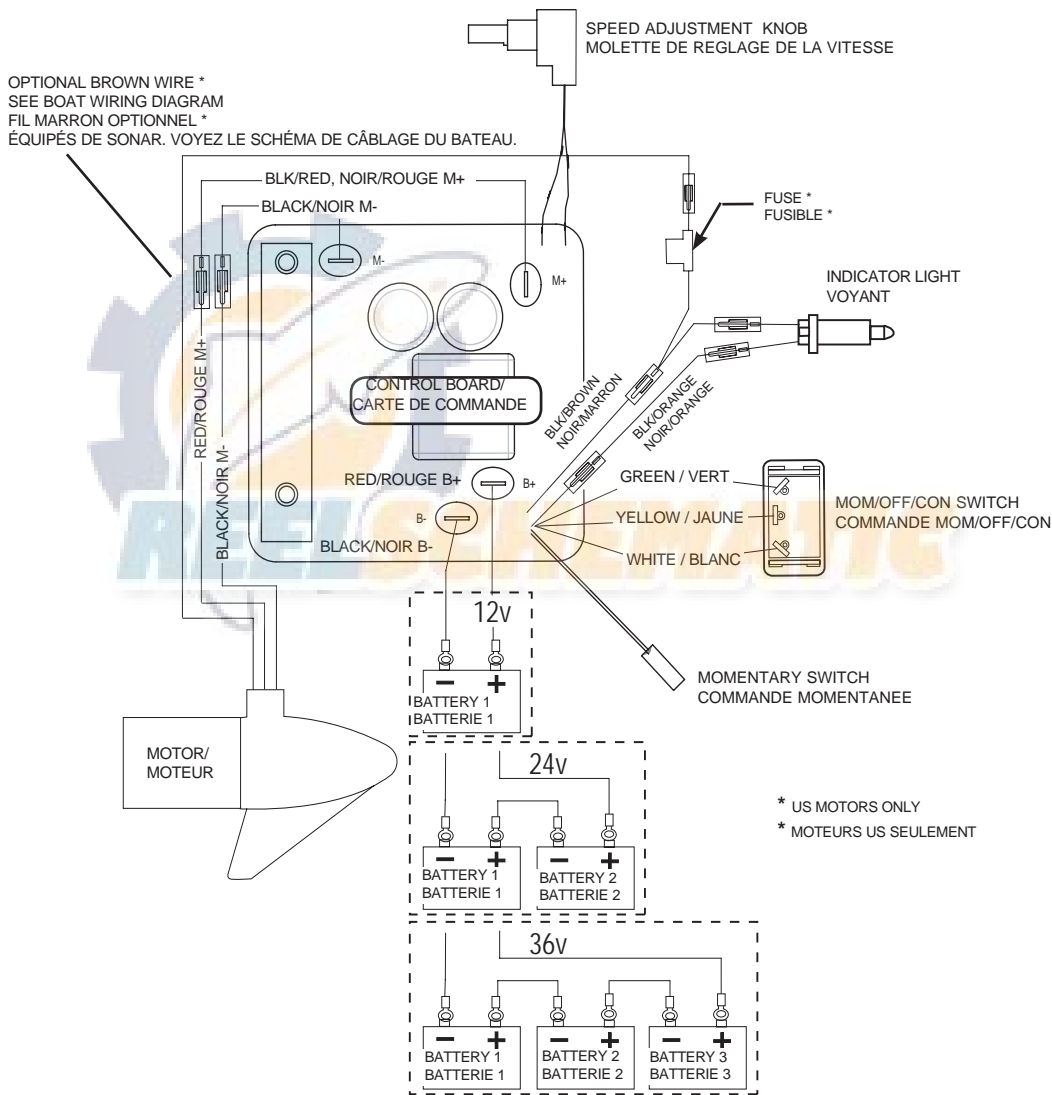 SPEED ADJUSTMENT KNOB
MOLETTE DE REGLAGE DE LA VITESSE
OPTIONAL BROWN WIRE *
SEE BOAT WIRING DIAGRAM
FIL MARRON OPTIONNEL *
ÉQUIPÉS DE SONAR. VOYEZ LE SCHÉMA DE CÂBLAGE DU BATEAU.
BLK/RED, NOIR/ROUGE M+
BLACK/NOIR M-
FUSE *
FUSIBLE *
M-
M+
INDICATOR LIGHT
VOYANT
RED/ROUGE M+
BLACK/NOIR M-
CONTROL BOARD/
CARTE DE COMMANDE
BLK/BROWN
NOIR/MARRON
BLK/ORANGE
NOIR/ORANGE
RED/ROUGE B+
B+
B-
BLACK/NOIR B-
GREEN / VERT
YELLOW / JAUNE
WHITE / BLANC
MOM/OFF/CON SWITCH
COMMANDE MOM/OFF/CON
REELSCHEMATIC
MOMENTARY SWITCH
COMMANDE MOMENTANEE
12v
− +
BATTERY 1
BATTERIE 1
MOTOR/
MOTEUR
24v
− + − +
BATTERY 1
BATTERIE 1
BATTERY 2
BATTERIE 2
* US MOTORS ONLY
* MOTEURS US SEULEMENT
36v
− + − + − +
BATTERY 1
BATTERIE 1
BATTERY 2
BATTERIE 2
BATTERY 3
BATTERIE 3